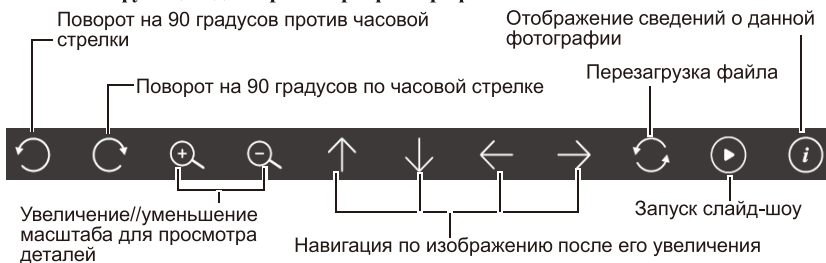 Поворот на 90 градусов против часовой
стрелки
Отображение сведений о данной
фотографии
Перезагрузка файла
Поворот на 90 градусов по часовой стрелке
Увеличение//уменьшение
масштаба для просмотра
деталей
Запуск слайд-шоу
Навигация по изображению после его увеличения